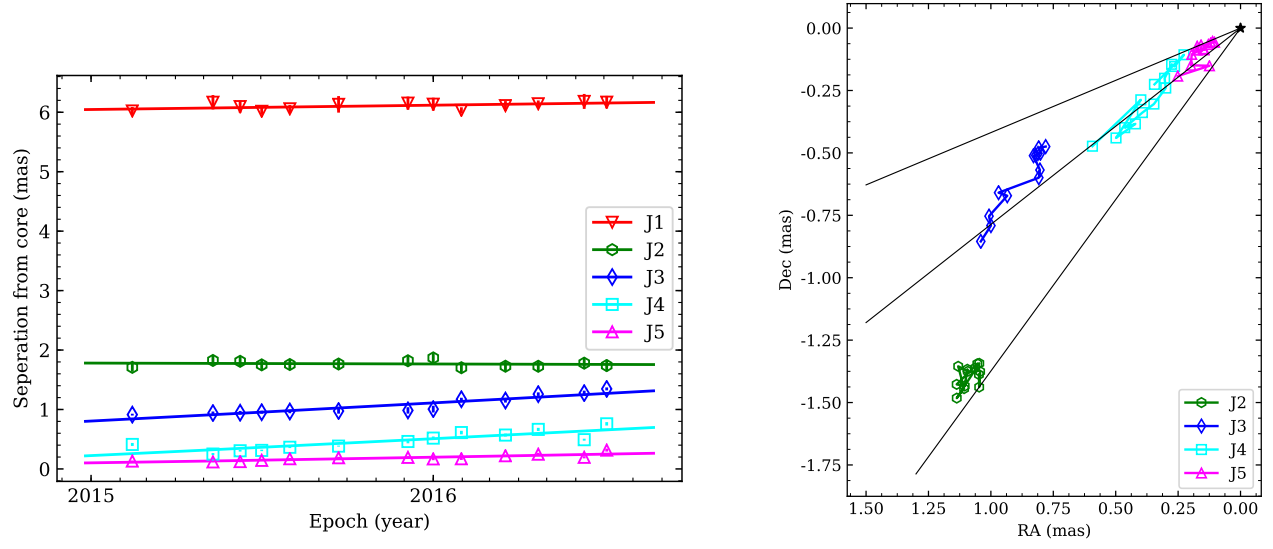 6
5
4
3
2
1
0
2015
2016
Seperation from core (mas)
Epoch (year)
J1
J2
J3
J4
J5
0.00
-0.25
-0.50
-0.75
-1.00
-1.25
-1.50
-1.75
1.50
1.25
1.00
0.75
0.50
0.25
0.00
Dec (mas)
RA (mas)
J2
J3
J4
J5